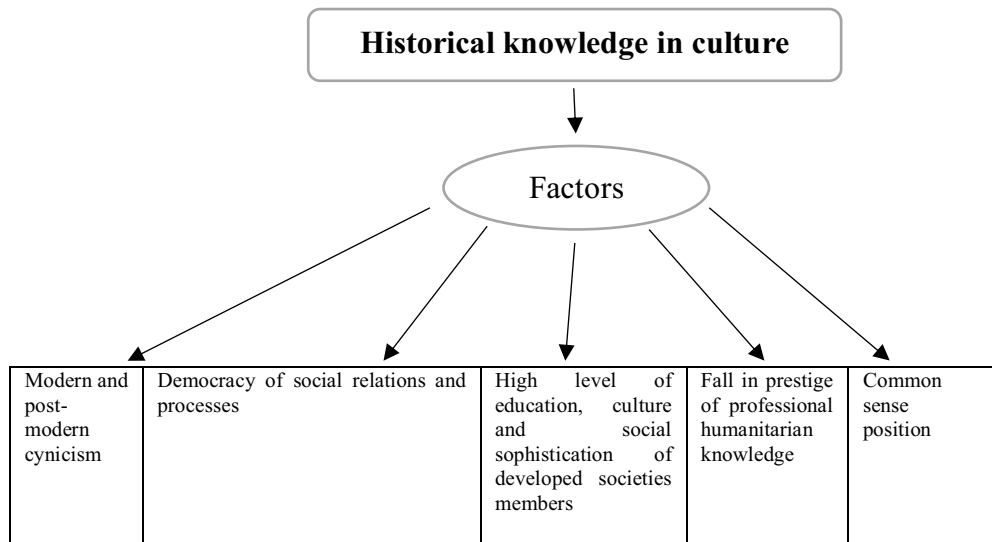 Historical knowledge in culture
Factors
Modern and
post-
modern
cynicism
Democracy of social relations and
processes
High level of
education, culture
and social
sophistication of
developed societies
members
Fall in prestige
of professional
humanitarian
knowledge
Common
sense
position